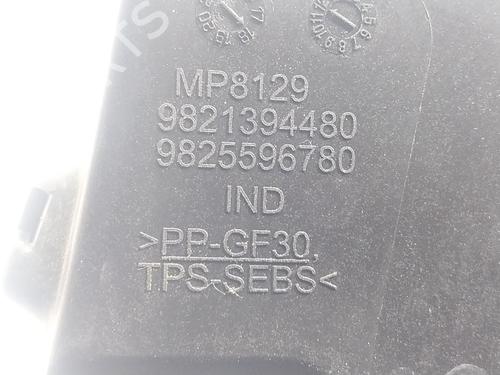 MP8129
9821394480
9825596780
IND
>PP-GF30,
TPS-SEBS<